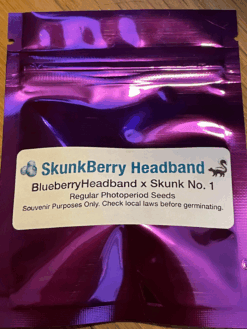 SkunkBerry Headband
BlueberryHeadband x Skunk No. 1
Regular Photoperiod Seeds
Souvenir Purposes Only. Check local laws before germinating.